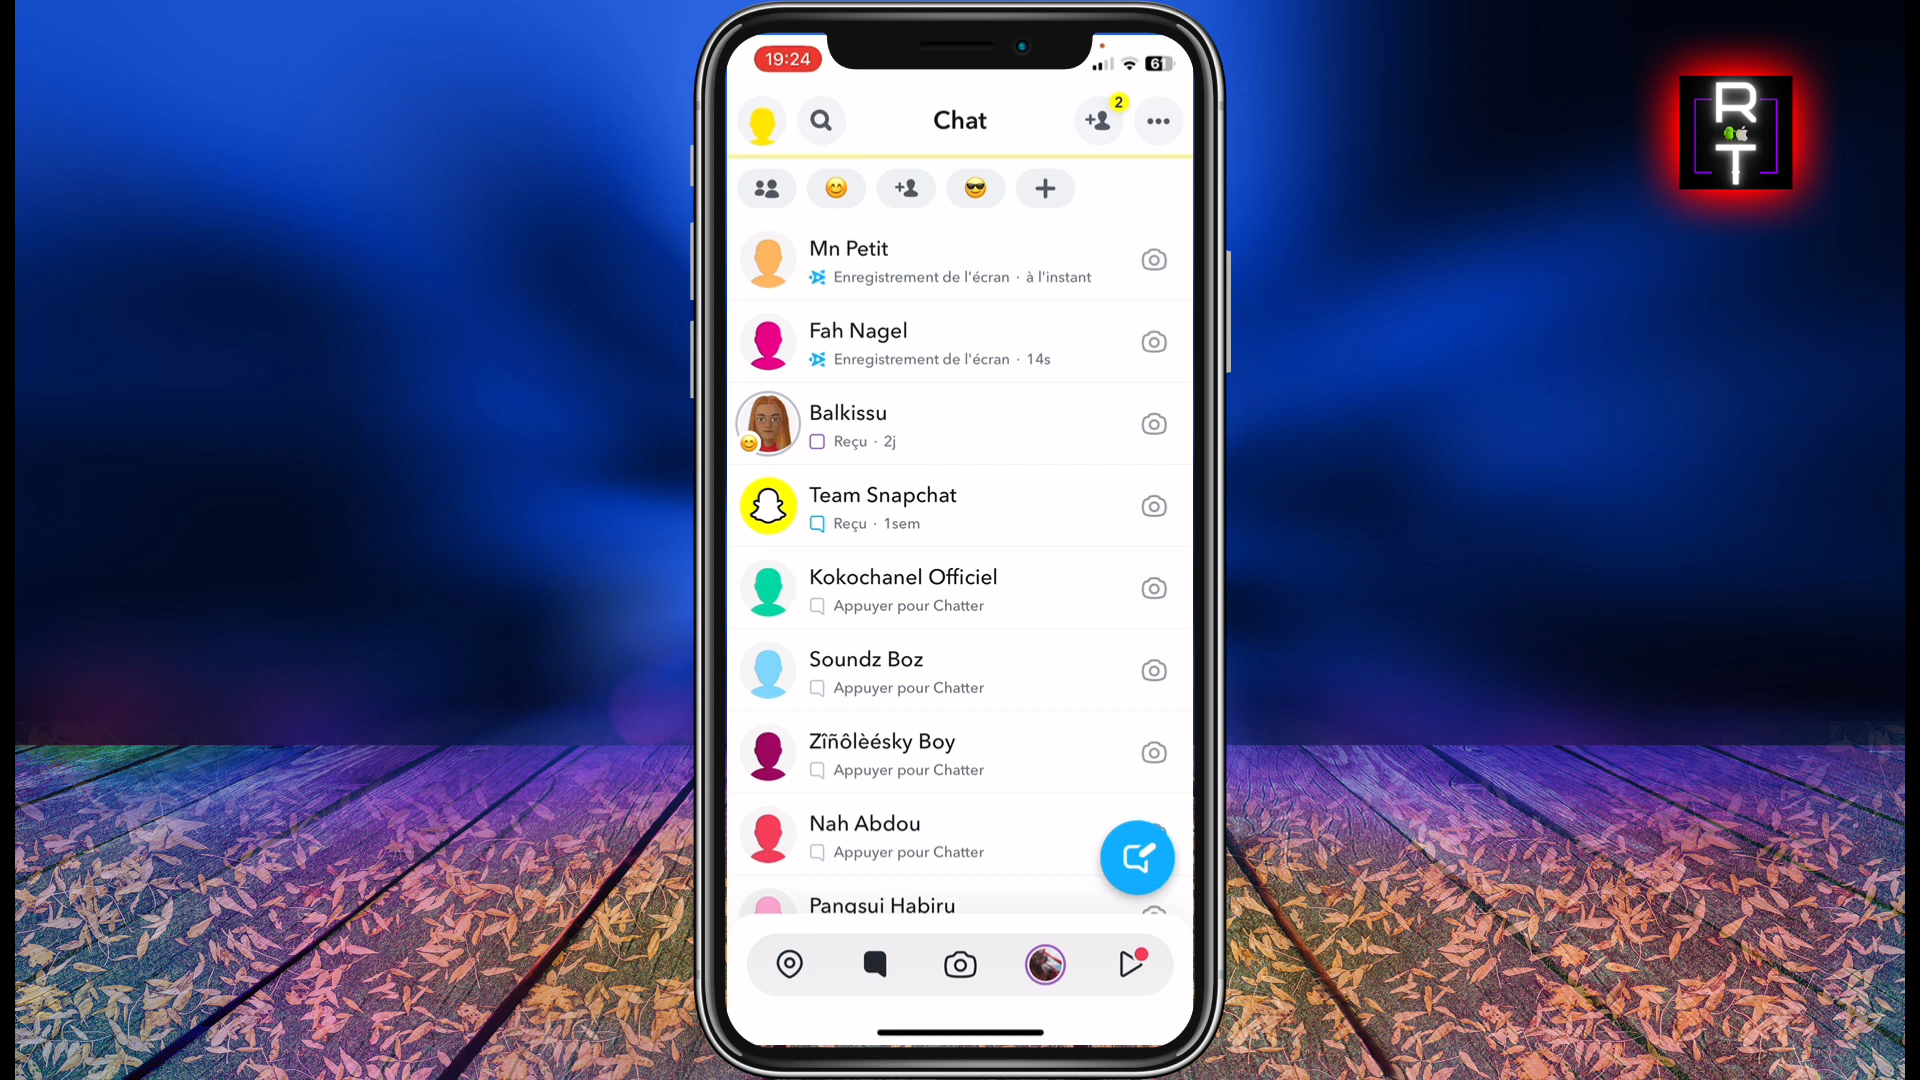 19:24
61
Chat
2
Mn Petit
Enregistrement de l'écran · à l'instant
Fah Nagel
Enregistrement de l'écran · 14s
Balkissu
Reçu · 2j
Team Snapchat
Reçu · 1sem
Kokochanel Officiel
Appuyer pour Chatter
Soundz Boz
Appuyer pour Chatter
Zîñôlèésky Boy
Appuyer pour Chatter
Nah Abdou
Appuyer pour Chatter
Pangsui Habiru
R
T